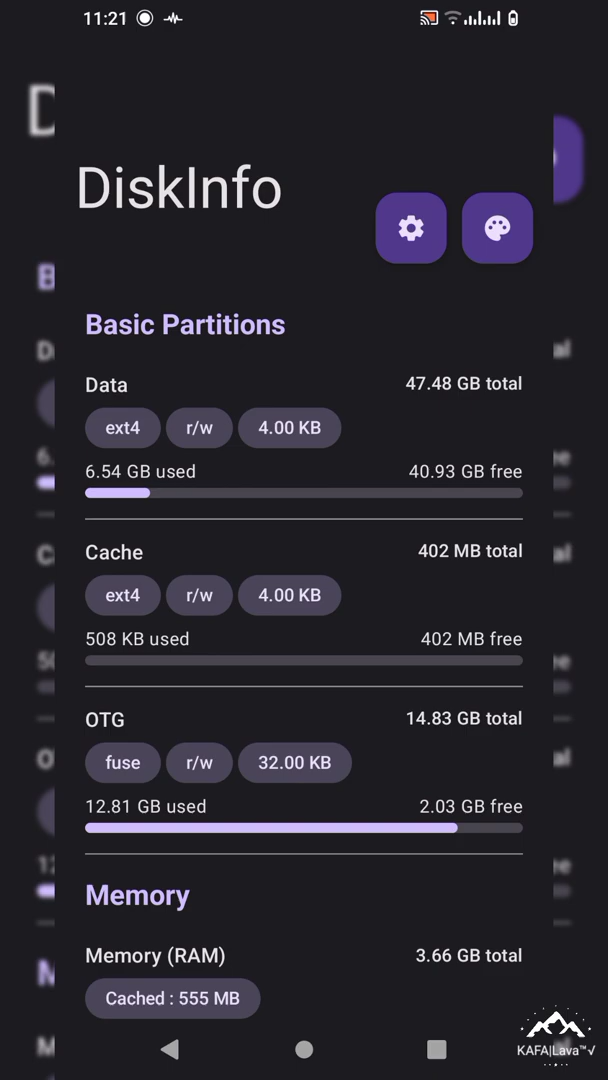 11:21
DiskInfo
Basic Partitions
Data 47.48 GB total
ext4 r/w 4.00 KB
6.54 GB used 40.93 GB free
Cache 402 MB total
ext4 r/w 4.00 KB
508 KB used 402 MB free
OTG 14.83 GB total
fuse r/w 32.00 KB
12.81 GB used 2.03 GB free
Memory
Memory (RAM) 3.66 GB total
Cached : 555 MB
KAFA|Lava™√